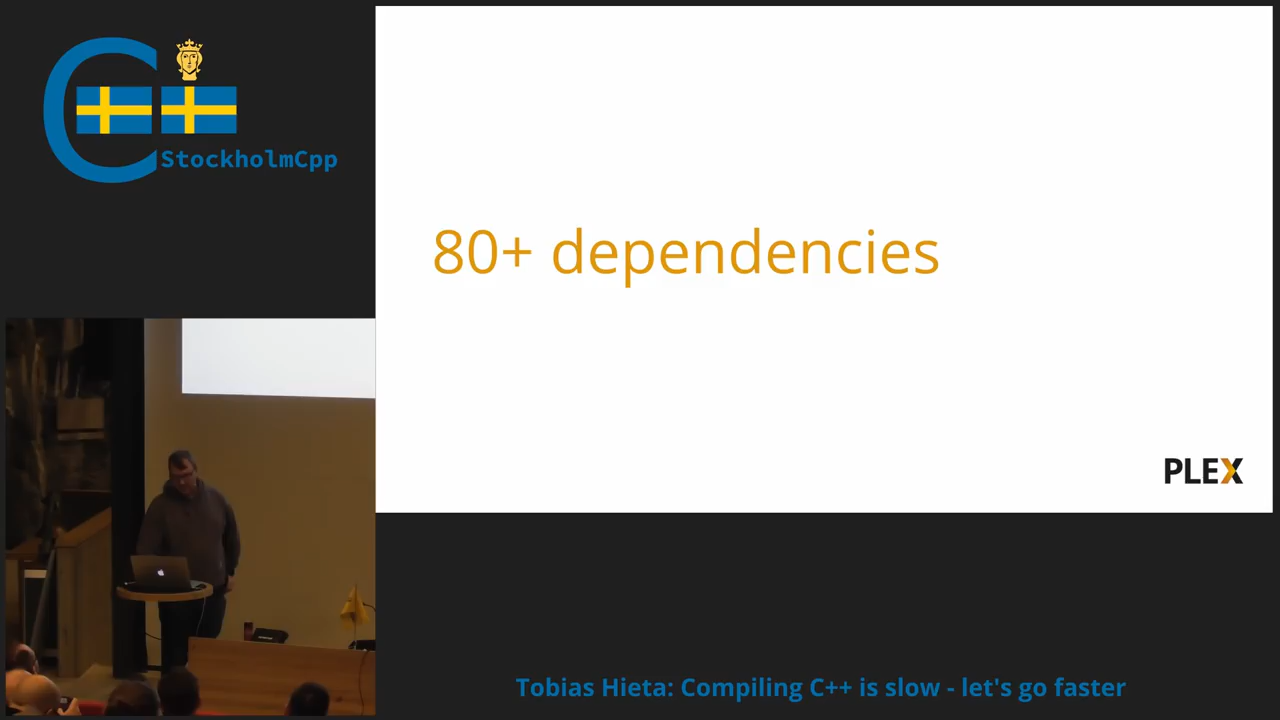 StockholmCpp
80+ dependencies
PLEX
Tobias Hieta: Compiling C++ is slow - let's go faster